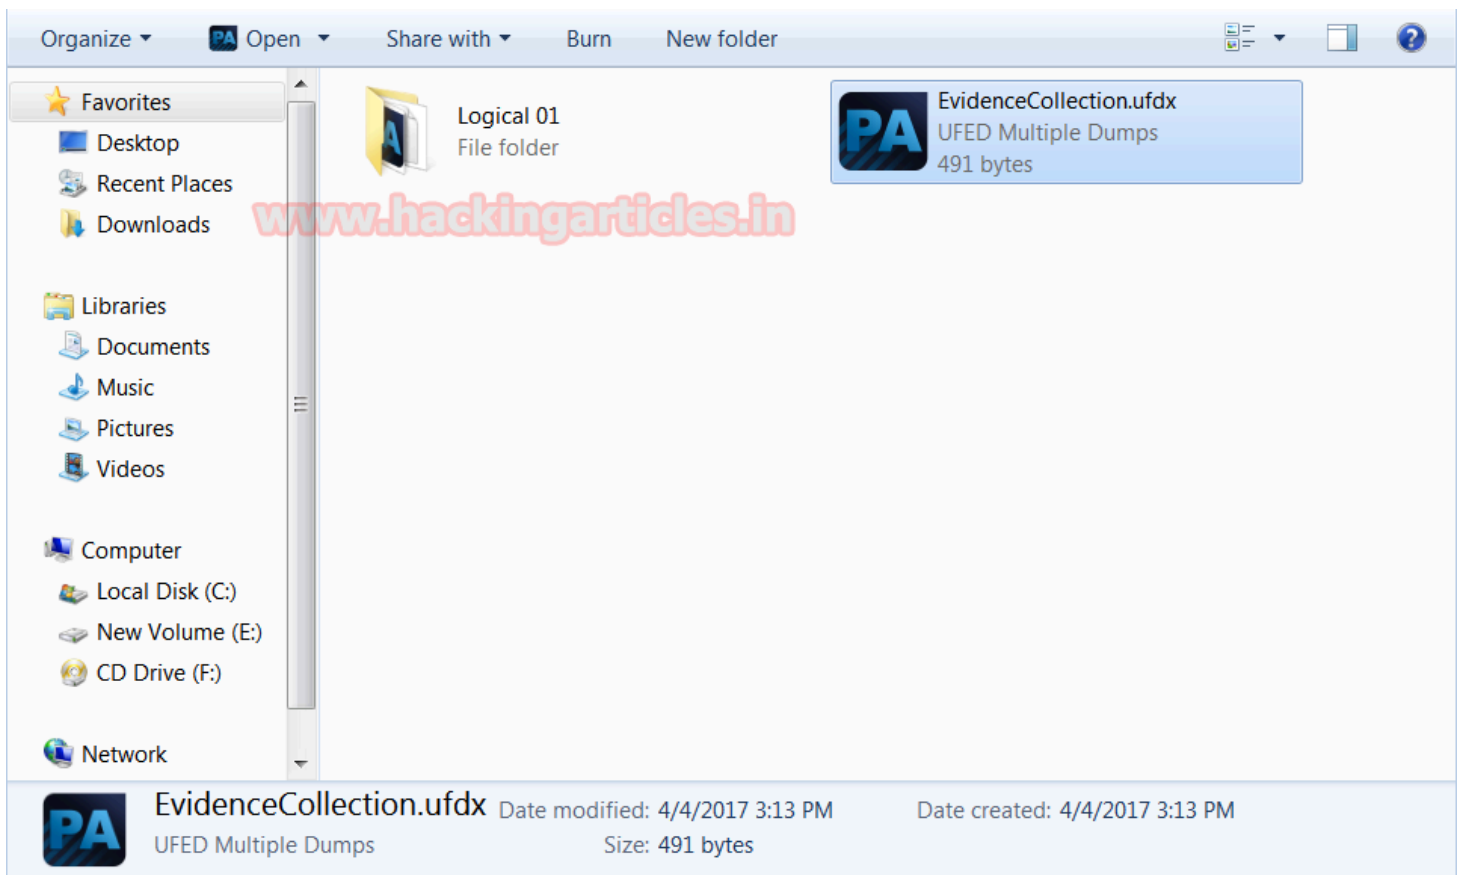 Organize PA Open Share with Burn New folder
Favorites
Desktop
Recent Places
Downloads
Libraries
Documents
Music
Pictures
Videos
Computer
Local Disk (C:)
New Volume (E:)
CD Drive (F:)
Network
Logical 01
File folder
PA
EvidenceCollection.ufdx
UFED Multiple Dumps
491 bytes
www.hackingarticles.in
PA
EvidenceCollection.ufdx Date modified: 4/4/2017 3:13 PM Date created: 4/4/2017 3:13 PM
UFED Multiple Dumps Size: 491 bytes